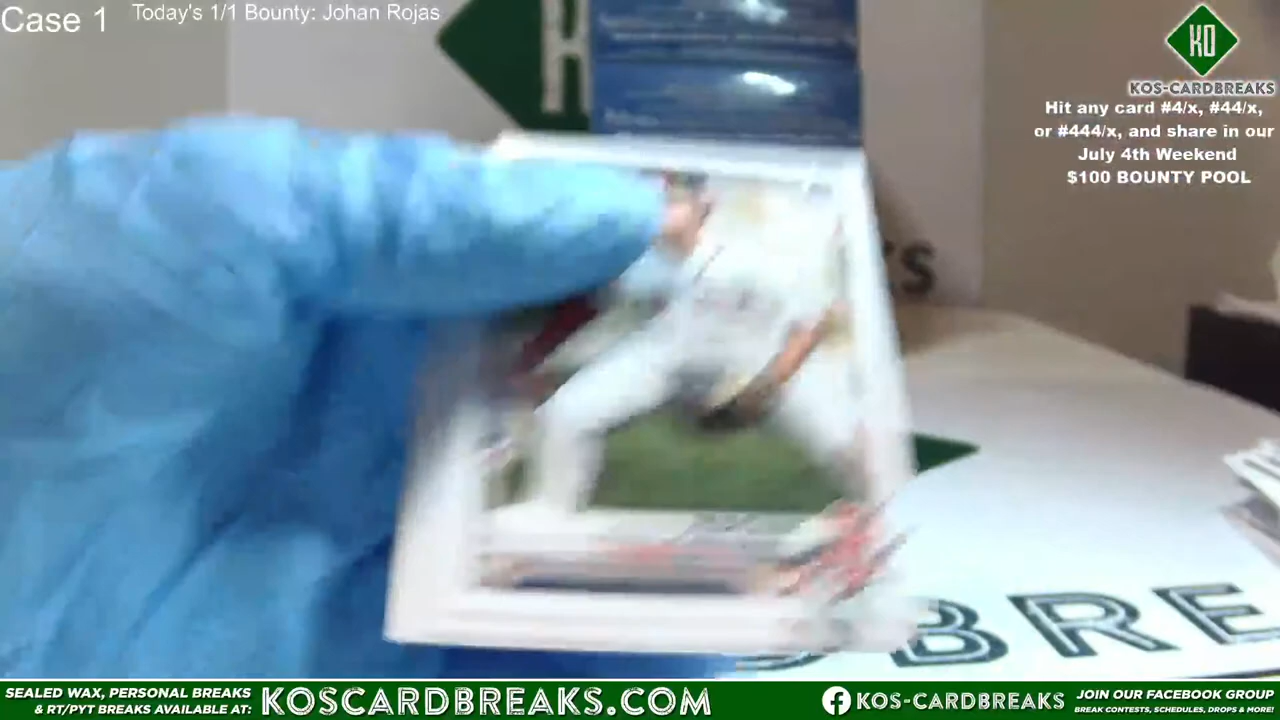 Case 1
Today's 1/1 Bounty: Johan Rojas
KO
KOS-CARDBREAKS
Hit any card #4/x, #44/x,
or #444/x, and share in our
July 4th Weekend
$100 BOUNTY POOL
BRE
SEALED WAX, PERSONAL BREAKS
& RT/PYT BREAKS AVAILABLE AT:
KOSCARDBREAKS.COM
KOS-CARDBREAKS
JOIN OUR FACEBOOK GROUP
BREAK CONTESTS, SCHEDULES, DROPS & MORE!